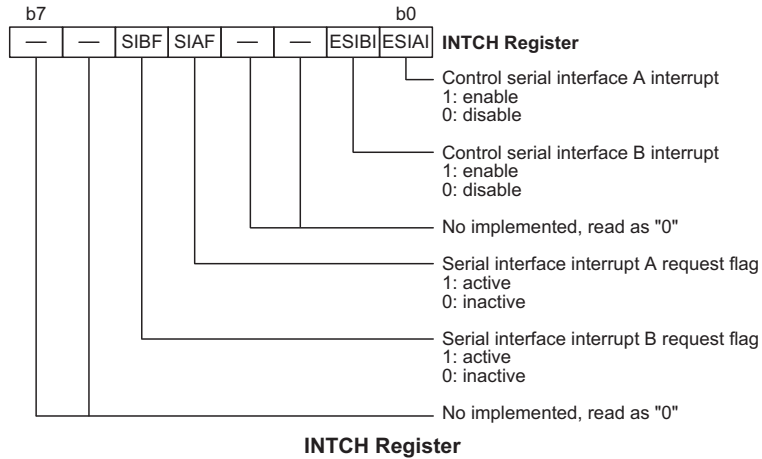 b7 b0
— — SIBF SIAF — — ESIBI ESIAI INTCH Register
Control serial interface A interrupt
1: enable
0: disable
Control serial interface B interrupt
1: enable
0: disable
No implemented, read as "0"
Serial interface interrupt A request flag
1: active
0: inactive
Serial interface interrupt B request flag
1: active
0: inactive
No implemented, read as "0"
INTCH Register